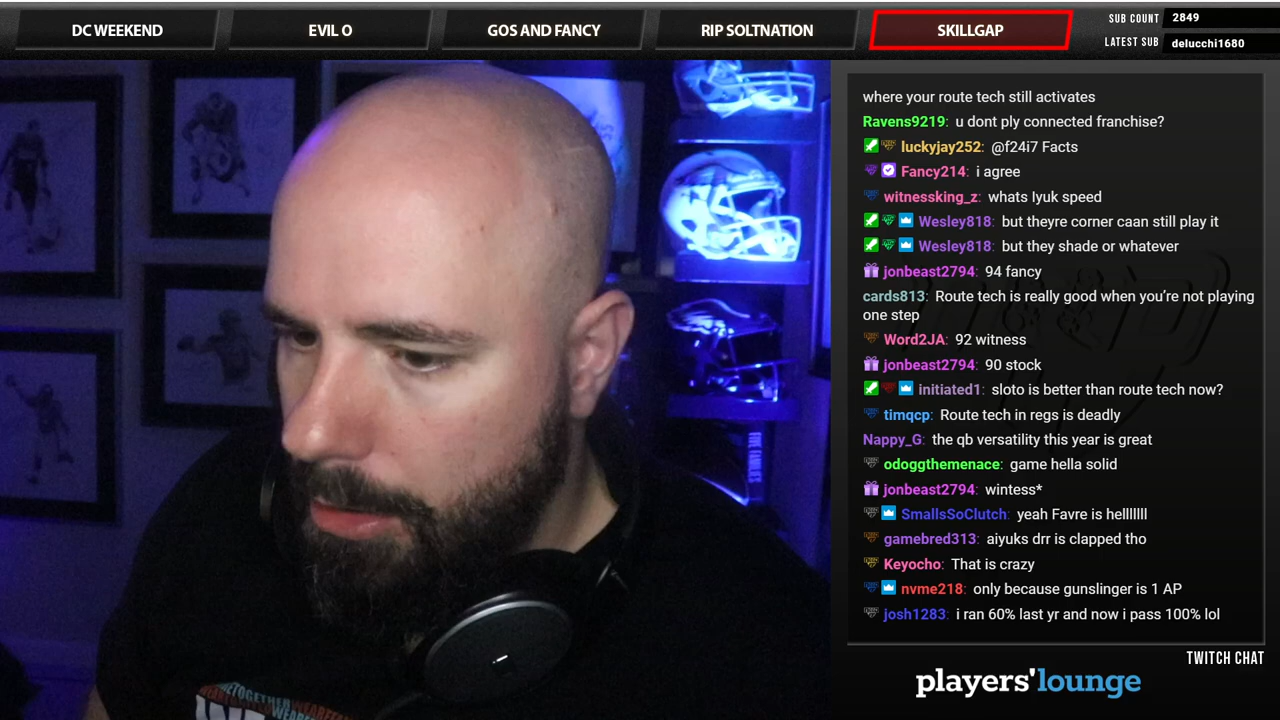 DC WEEKEND
EVIL O
GOS AND FANCY
RIP SOLTNATION
SKILLGAP
SUB COUNT 2849
LATEST SUB delucchi1680
where your route tech still activates
Ravens9219: u dont ply connected franchise?
luckyjay252: @f24i7 Facts
Fancy214: i agree
witnessking_z: whats Iyuk speed
Wesley818: but theyre corner caan still play it
Wesley818: but they shade or whatever
jonbeast2794: 94 fancy
cards813: Route tech is really good when you're not playing
one step
Word2JA: 92 witness
jonbeast2794: 90 stock
initiated1: sloto is better than route tech now?
timqcp: Route tech in regs is deadly
Nappy_G: the qb versatility this year is great
odoggthemenace: game hella solid
jonbeast2794: wintess*
SmallsSoClutch: yeah Favre is hellllllll
gamebred313: aiyuks drr is clapped tho
Keyocho: That is crazy
nvme218: only because gunslinger is 1 AP
josh1283: i ran 60% last yr and now i pass 100% lol
TWITCH CHAT
players'lounge
FIVE FAMILIES